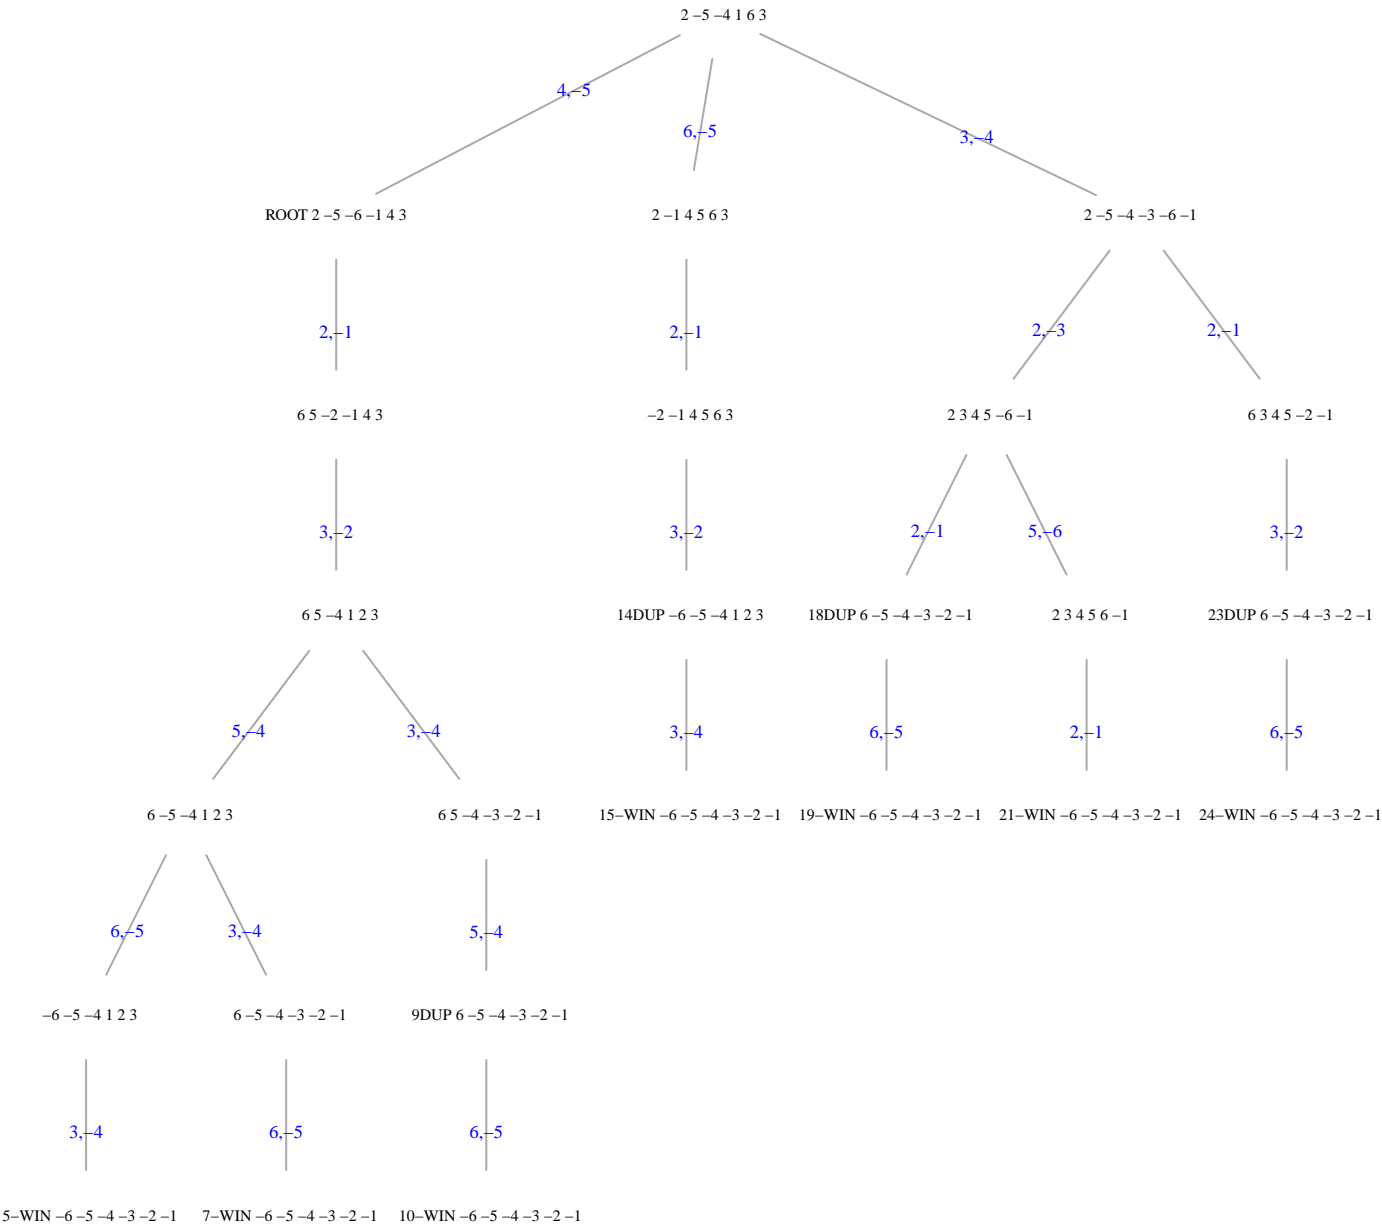 2 –5 –4 1 6 3
4,–5
6,–5
3,–4
ROOT 2 –5 –6 –1 4 3
2 –1 4 5 6 3
2 –5 –4 –3 –6 –1
2,–1
2,–1
2,–3
2,–1
6 5 –2 –1 4 3
–2 –1 4 5 6 3
2 3 4 5 –6 –1
6 3 4 5 –2 –1
3,–2
3,–2
2,–1
5,–6
3,–2
6 5 –4 1 2 3
14DUP –6 –5 –4 1 2 3
18DUP 6 –5 –4 –3 –2 –1
2 3 4 5 6 –1
23DUP 6 –5 –4 –3 –2 –1
5,–4
3,–4
3,–4
6,–5
2,–1
6,–5
6 –5 –4 1 2 3
6 5 –4 –3 –2 –1
15–WIN –6 –5 –4 –3 –2 –1
19–WIN –6 –5 –4 –3 –2 –1
21–WIN –6 –5 –4 –3 –2 –1
24–WIN –6 –5 –4 –3 –2 –1
6,–5
3,–4
5,–4
–6 –5 –4 1 2 3
6 –5 –4 –3 –2 –1
9DUP 6 –5 –4 –3 –2 –1
3,–4
6,–5
6,–5
5–WIN –6 –5 –4 –3 –2 –1
7–WIN –6 –5 –4 –3 –2 –1
10–WIN –6 –5 –4 –3 –2 –1